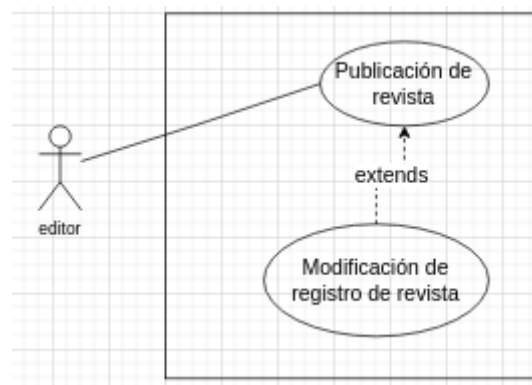 Publicación de
revista
extends
editor
Modificación de
registro de revista